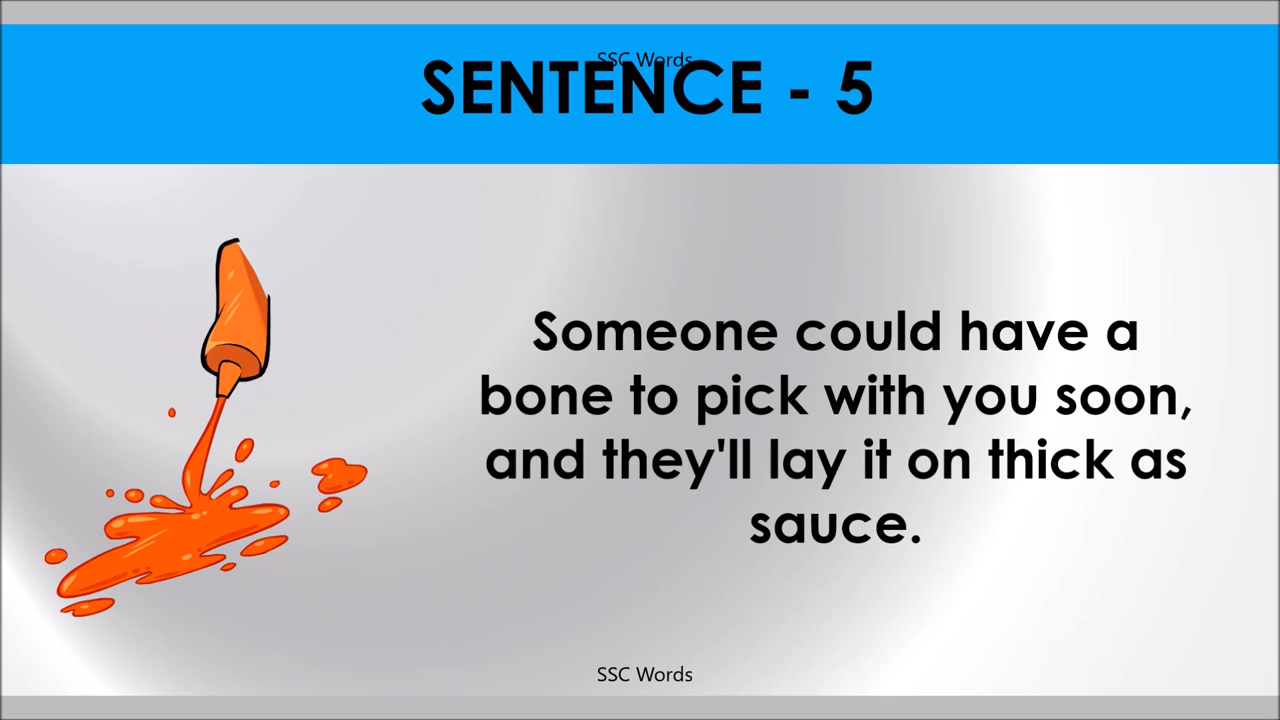 SSC Words
SENTENCE - 5
Someone could have a
bone to pick with you soon,
and they'll lay it on thick as
sauce.
SSC Words